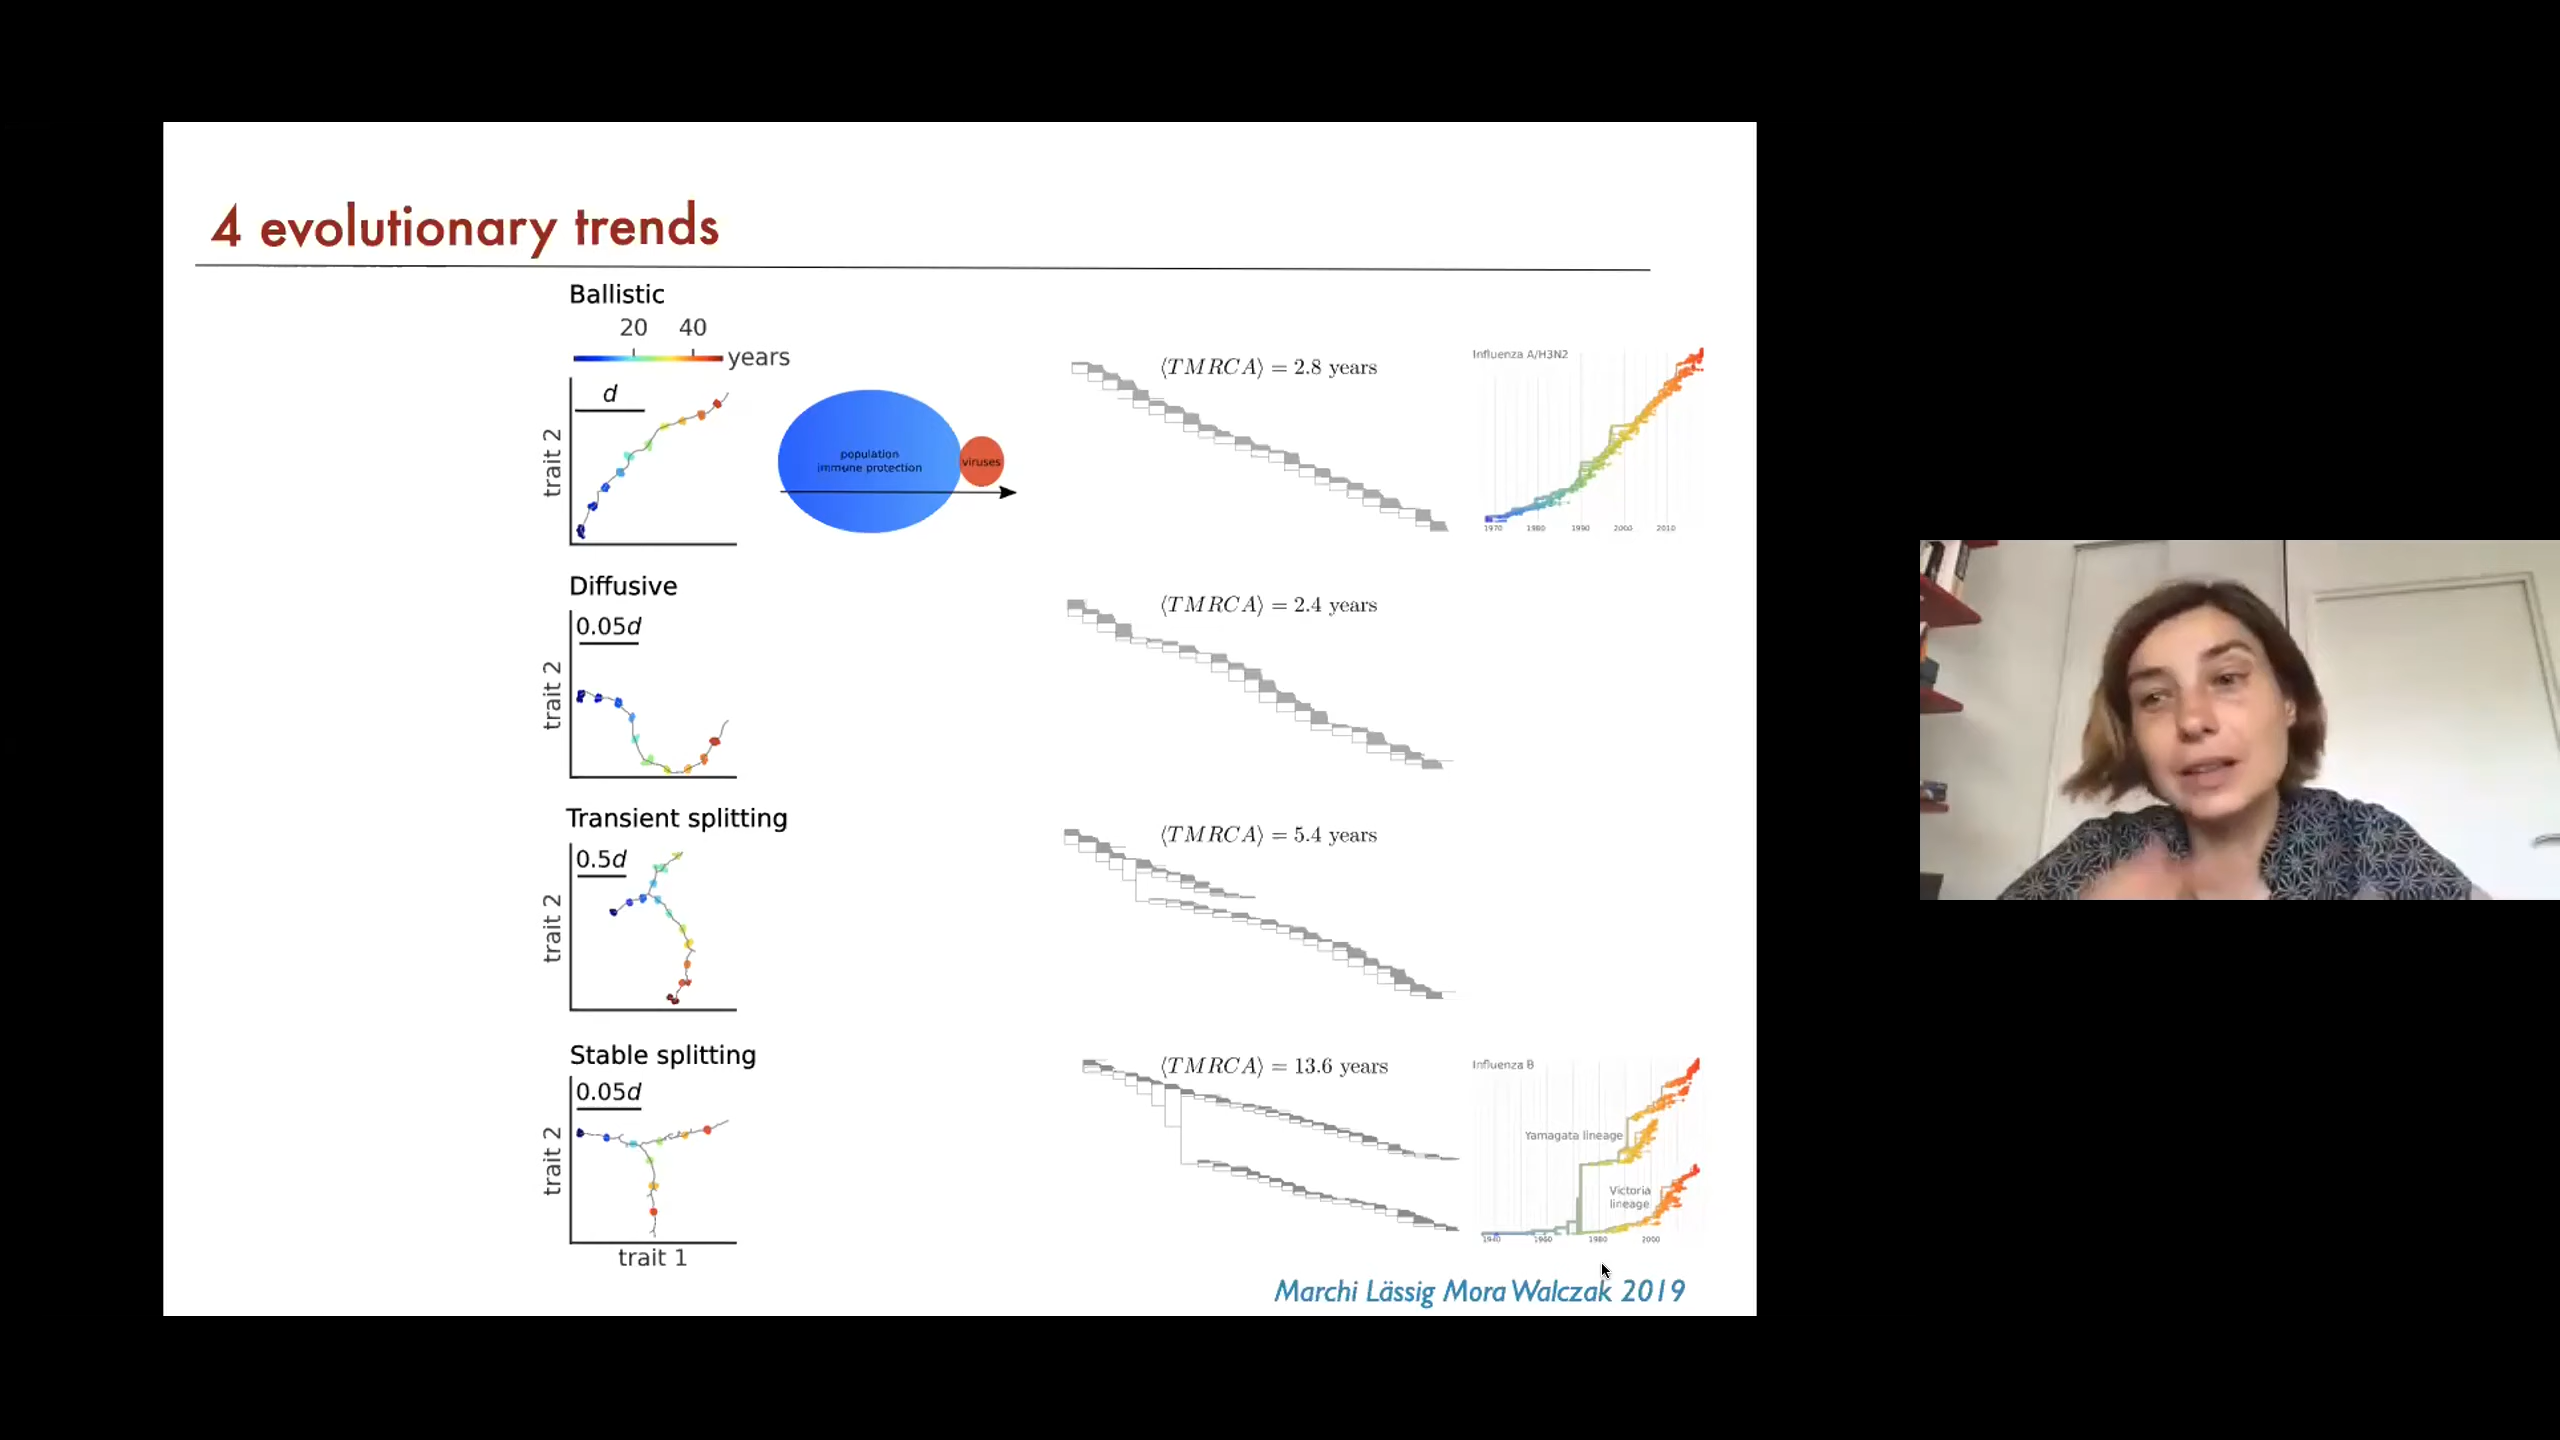 4 evolutionary trends
Ballistic
20 40
years
d
trait 2
population
immune protection
viruses
⟨TMRCA⟩ = 2.8 years
Influenza A/H3N2
1970 1980 1990 2000 2010
Diffusive
0.05d
trait 2
⟨TMRCA⟩ = 2.4 years
Transient splitting
0.5d
trait 2
⟨TMRCA⟩ = 5.4 years
Stable splitting
0.05d
trait 2
trait 1
⟨TMRCA⟩ = 13.6 years
Influenza B
Yamagata lineage
Victoria
lineage
1940 1960 1980 2000
Marchi Lässig Mora Walczak 2019